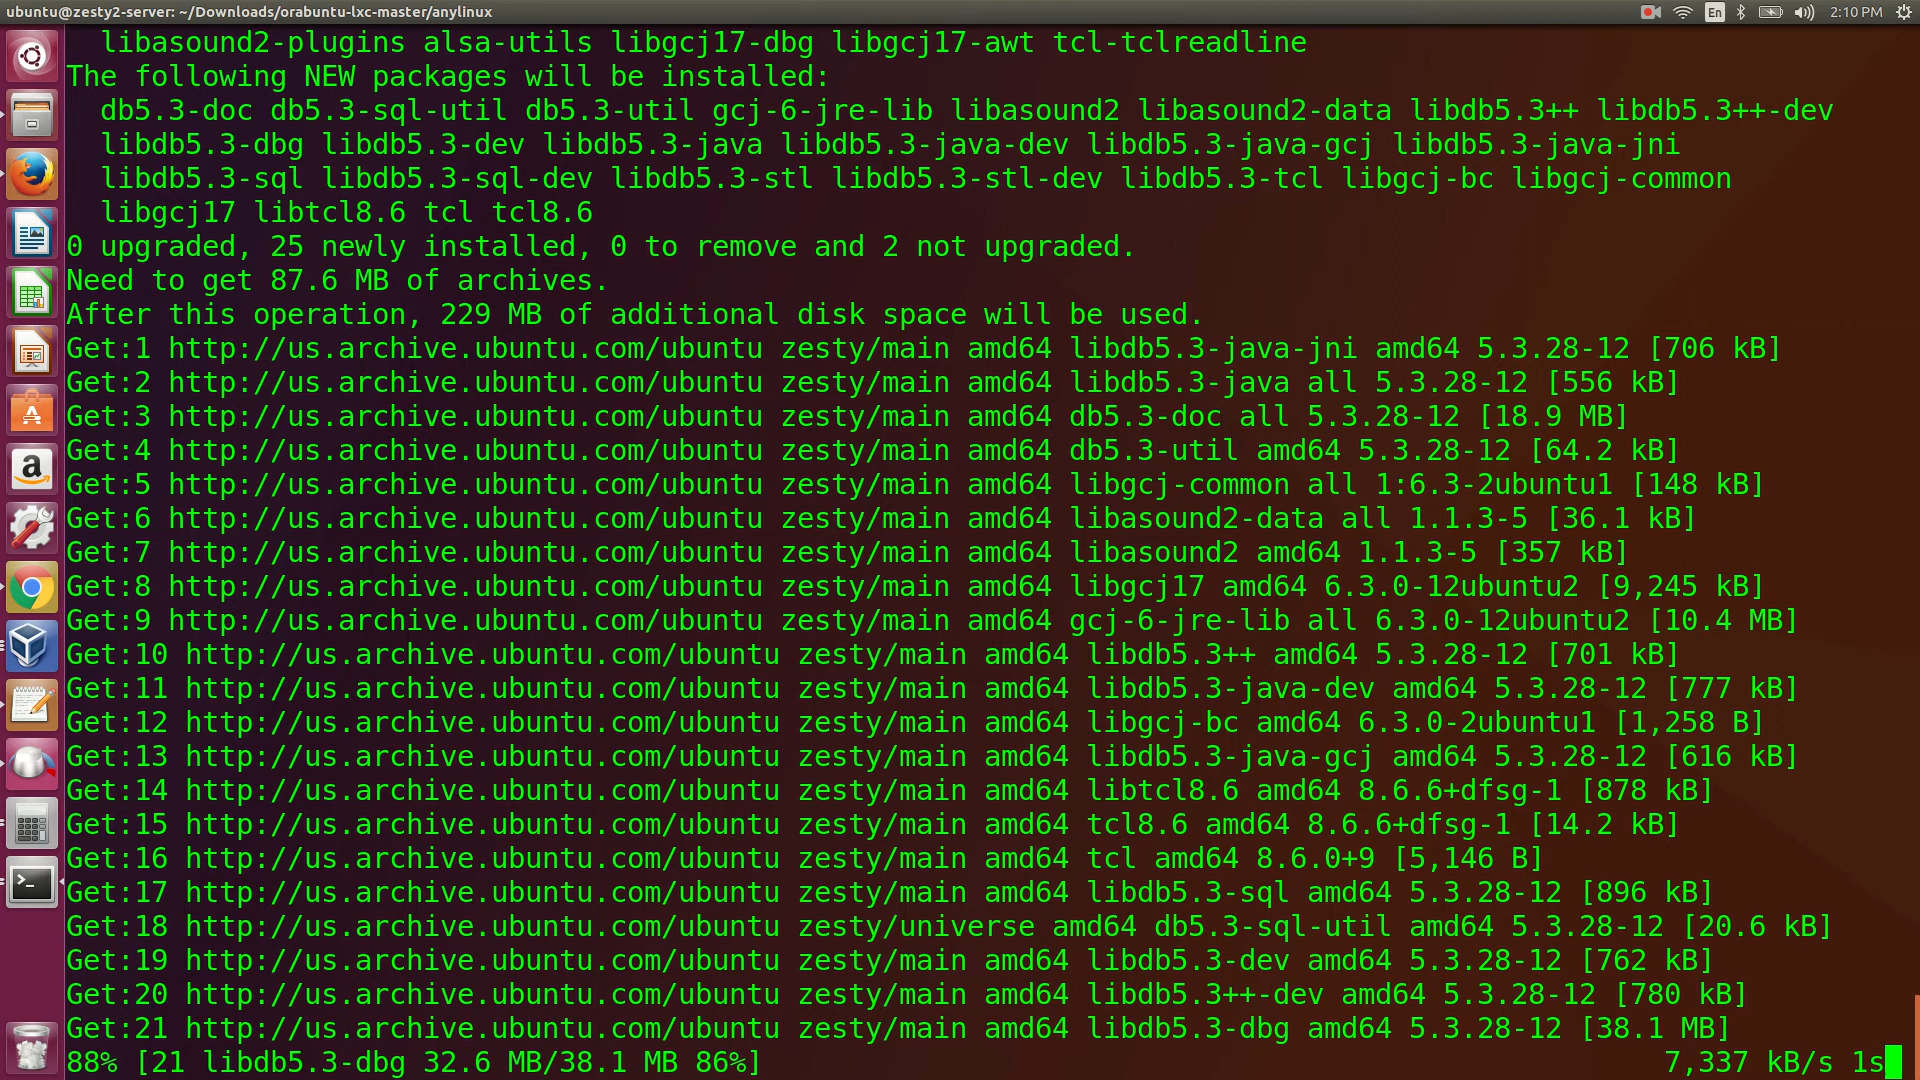 ubuntu@zesty2-server: ~/Downloads/orabuntu-lxc-master/anylinux
En
2:10 PM
libasound2-plugins alsa-utils libgcj17-dbg libgcj17-awt tcl-tclreadline
The following NEW packages will be installed:
db5.3-doc db5.3-sql-util db5.3-util gcj-6-jre-lib libasound2 libasound2-data libdb5.3++ libdb5.3++-dev
libdb5.3-dbg libdb5.3-dev libdb5.3-java libdb5.3-java-dev libdb5.3-java-gcj libdb5.3-java-jni
libdb5.3-sql libdb5.3-sql-dev libdb5.3-stl libdb5.3-stl-dev libdb5.3-tcl libgcj-bc libgcj-common
libgcj17 libtcl8.6 tcl tcl8.6
0 upgraded, 25 newly installed, 0 to remove and 2 not upgraded.
Need to get 87.6 MB of archives.
After this operation, 229 MB of additional disk space will be used.
Get:1 http://us.archive.ubuntu.com/ubuntu zesty/main amd64 libdb5.3-java-jni amd64 5.3.28-12 [706 kB]
Get:2 http://us.archive.ubuntu.com/ubuntu zesty/main amd64 libdb5.3-java all 5.3.28-12 [556 kB]
Get:3 http://us.archive.ubuntu.com/ubuntu zesty/main amd64 db5.3-doc all 5.3.28-12 [18.9 MB]
Get:4 http://us.archive.ubuntu.com/ubuntu zesty/main amd64 db5.3-util amd64 5.3.28-12 [64.2 kB]
Get:5 http://us.archive.ubuntu.com/ubuntu zesty/main amd64 libgcj-common all 1:6.3-2ubuntu1 [148 kB]
Get:6 http://us.archive.ubuntu.com/ubuntu zesty/main amd64 libasound2-data all 1.1.3-5 [36.1 kB]
Get:7 http://us.archive.ubuntu.com/ubuntu zesty/main amd64 libasound2 amd64 1.1.3-5 [357 kB]
Get:8 http://us.archive.ubuntu.com/ubuntu zesty/main amd64 libgcj17 amd64 6.3.0-12ubuntu2 [9,245 kB]
Get:9 http://us.archive.ubuntu.com/ubuntu zesty/main amd64 gcj-6-jre-lib all 6.3.0-12ubuntu2 [10.4 MB]
Get:10 http://us.archive.ubuntu.com/ubuntu zesty/main amd64 libdb5.3++ amd64 5.3.28-12 [701 kB]
Get:11 http://us.archive.ubuntu.com/ubuntu zesty/main amd64 libdb5.3-java-dev amd64 5.3.28-12 [777 kB]
Get:12 http://us.archive.ubuntu.com/ubuntu zesty/main amd64 libgcj-bc amd64 6.3.0-2ubuntu1 [1,258 B]
Get:13 http://us.archive.ubuntu.com/ubuntu zesty/main amd64 libdb5.3-java-gcj amd64 5.3.28-12 [616 kB]
Get:14 http://us.archive.ubuntu.com/ubuntu zesty/main amd64 libtcl8.6 amd64 8.6.6+dfsg-1 [878 kB]
Get:15 http://us.archive.ubuntu.com/ubuntu zesty/main amd64 tcl8.6 amd64 8.6.6+dfsg-1 [14.2 kB]
Get:16 http://us.archive.ubuntu.com/ubuntu zesty/main amd64 tcl amd64 8.6.0+9 [5,146 B]
Get:17 http://us.archive.ubuntu.com/ubuntu zesty/main amd64 libdb5.3-sql amd64 5.3.28-12 [896 kB]
Get:18 http://us.archive.ubuntu.com/ubuntu zesty/universe amd64 db5.3-sql-util amd64 5.3.28-12 [20.6 kB]
Get:19 http://us.archive.ubuntu.com/ubuntu zesty/main amd64 libdb5.3-dev amd64 5.3.28-12 [762 kB]
Get:20 http://us.archive.ubuntu.com/ubuntu zesty/main amd64 libdb5.3++-dev amd64 5.3.28-12 [780 kB]
Get:21 http://us.archive.ubuntu.com/ubuntu zesty/main amd64 libdb5.3-dbg amd64 5.3.28-12 [38.1 MB]
88% [21 libdb5.3-dbg 32.6 MB/38.1 MB 86%] 7,337 kB/s 1s